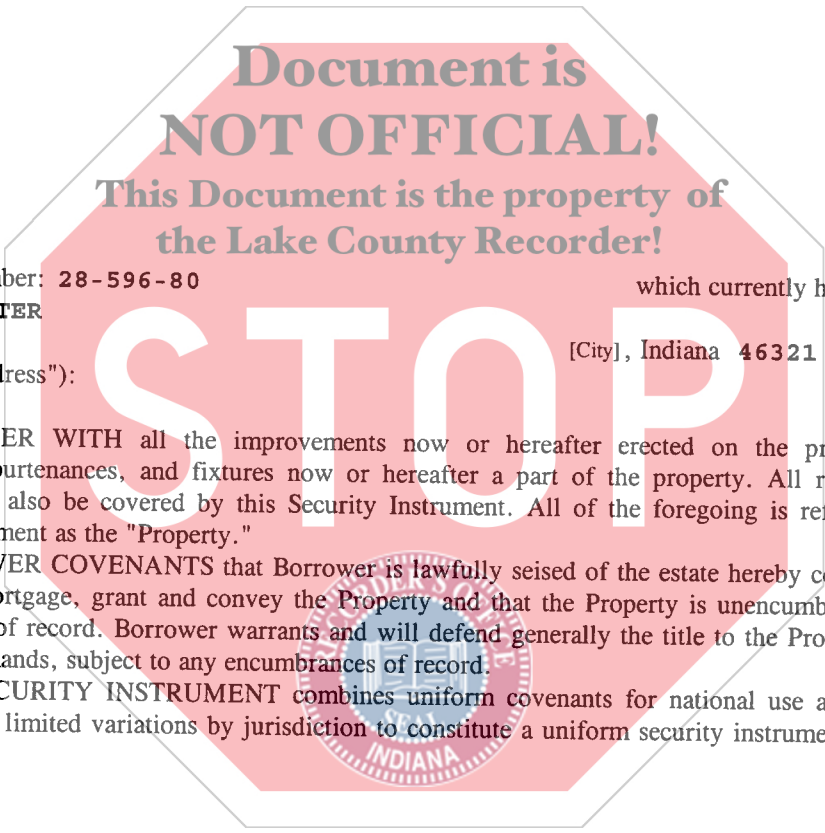 Document is
NOT OFFICIAL!
This Document is the property of
the Lake County Recorder!
ber: 28-596-80
which currently h
TER
[City], Indiana 46321
dress"):
STOP
ER WITH all the improvements now or hereafter erected on the pr
urtenances, and fixtures now or hereafter a part of the property. All r
also be covered by this Security Instrument. All of the foregoing is ref
ment as the "Property."
VER COVENANTS that Borrower is lawfully seised of the estate hereby co
ortgage, grant and convey the Property and that the Property is unencumb
of record. Borrower warrants and will defend generally the title to the Pro
ands, subject to any encumbrances of record.
CURITY INSTRUMENT combines uniform covenants for national use a
limited variations by jurisdiction to constitute a uniform security instrume
RECORDER'S OFFICE
SEAL
INDIANA